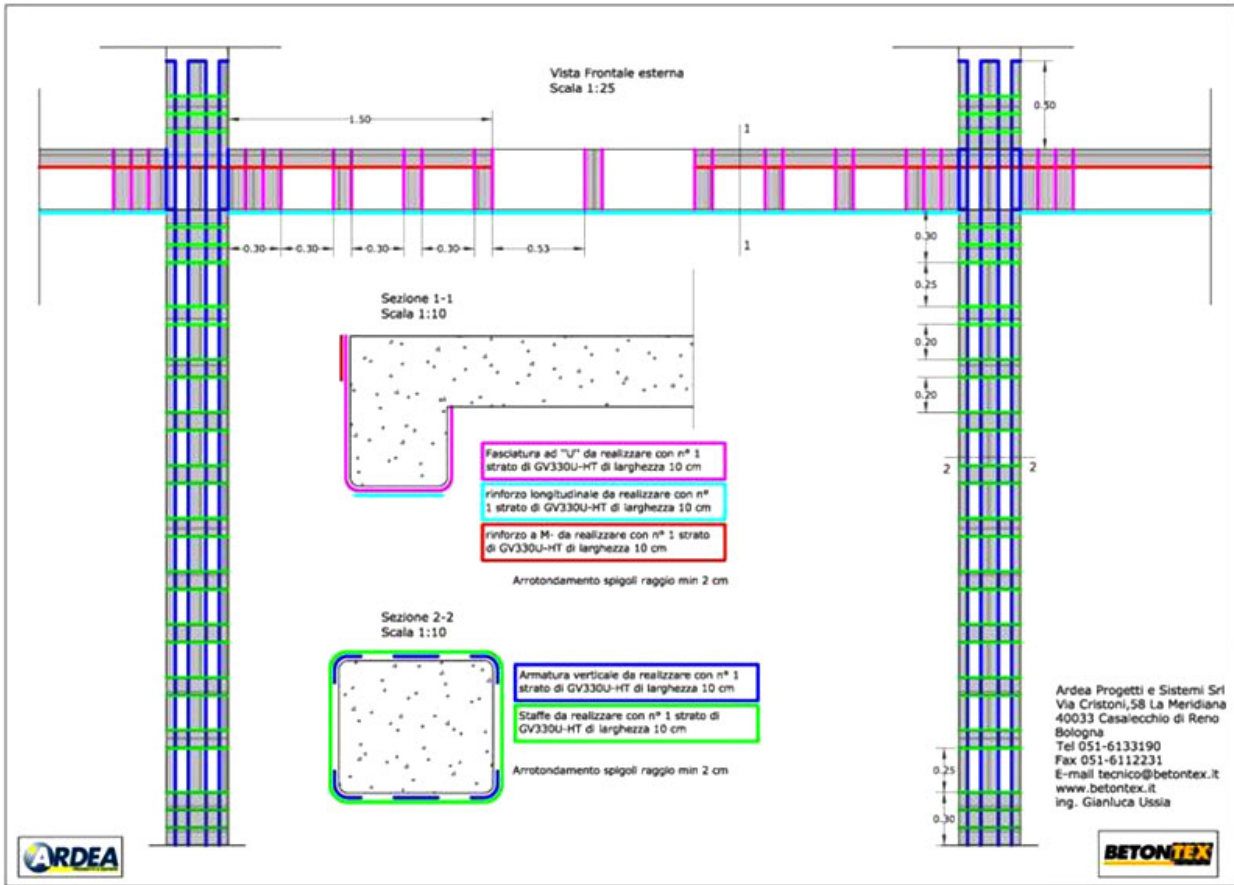 Vista Frontale esterna
Scala 1:25
1.50
0.50
1
1
0.30
0.30
0.30
0.30
0.53
0.30
0.25
0.20
0.20
Sezione 1-1
Scala 1:10
Fasciatura ad "U" da realizzare con n° 1
strato di GV330U-HT di larghezza 10 cm
rinforzo longitudinale da realizzare con n°
1 strato di GV330U-HT di larghezza 10 cm
rinforzo a M- da realizzare con n° 1 strato
di GV330U-HT di larghezza 10 cm
Arrotondamento spigoli raggio min 2 cm
2
2
Sezione 2-2
Scala 1:10
Armatura verticale da realizzare con n° 1
strato di GV330U-HT di larghezza 10 cm
Staffe da realizzare con n° 1 strato di
GV330U-HT di larghezza 10 cm
Arrotondamento spigoli raggio min 2 cm
0.25
0.30
Ardea Progetti e Sistemi Srl
Via Cristoni,58 La Meridiana
40033 Casalecchio di Reno
Bologna
Tel 051-6133190
Fax 051-6112231
E-mail tecnico@betontex.it
www.betontex.it
ing. Gianluca Ussia
ARDEA
BETONTEX